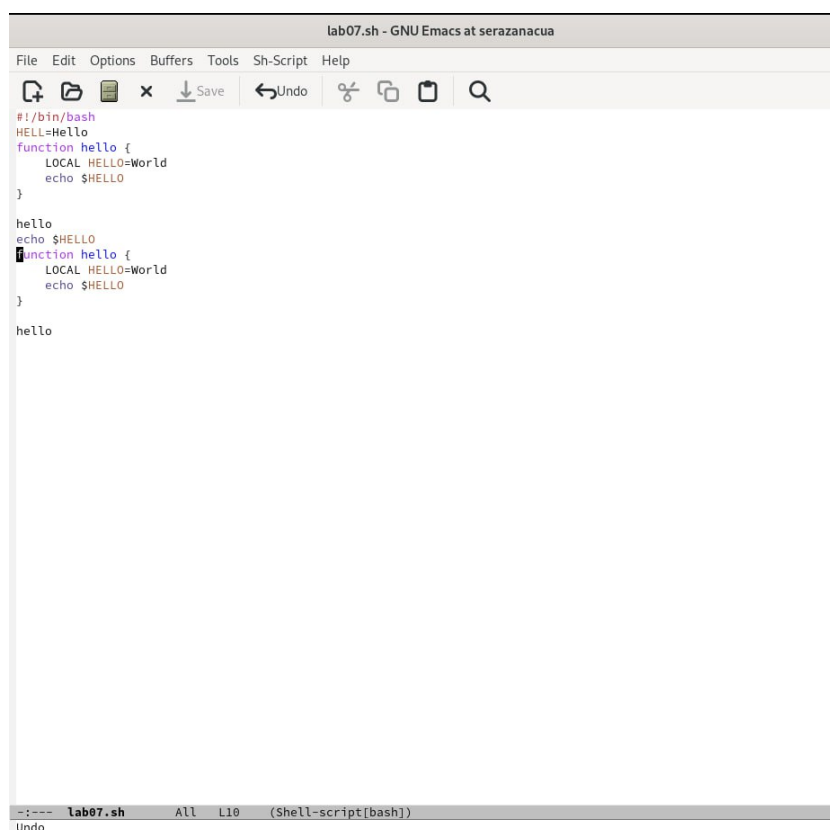 lab07.sh - GNU Emacs at serazanacua
File Edit Options Buffers Tools Sh-Script Help
Save Undo
#!/bin/bash
HELL=Hello
function hello {
    LOCAL HELLO=World
    echo $HELLO
}
hello
echo $HELLO
function hello {
    LOCAL HELLO=World
    echo $HELLO
}
hello
-:--- lab07.sh All L10 (Shell-script[bash])
Undo